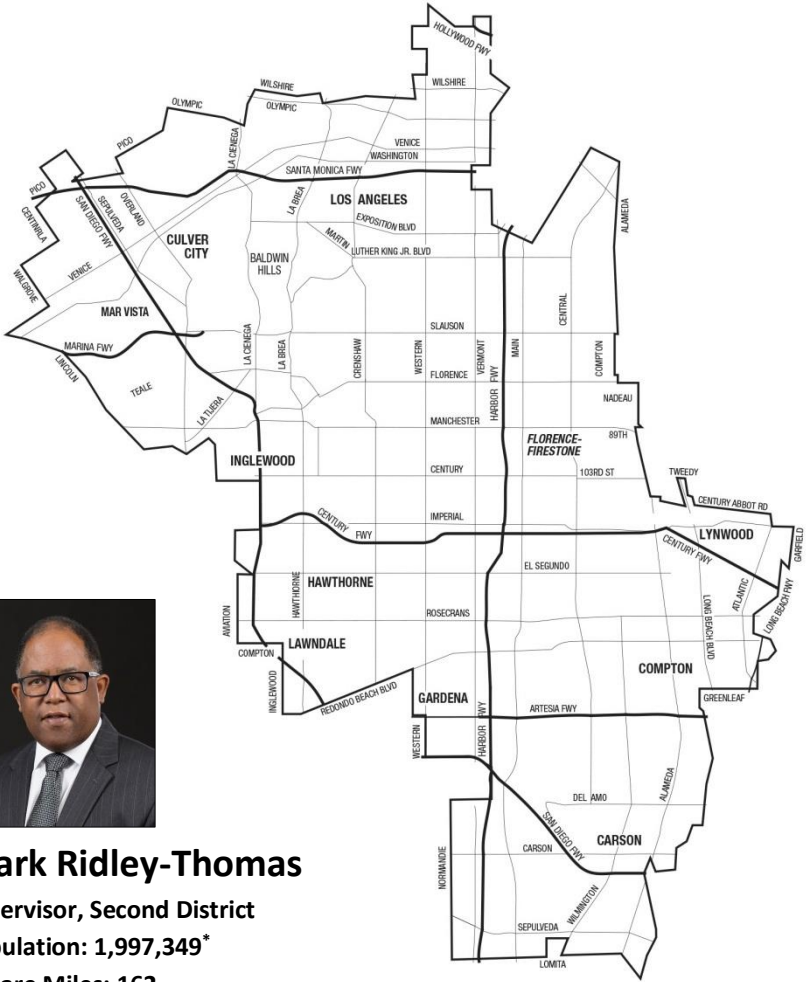 HOLLYWOOD FWY
WILSHIRE
WILSHIRE
OLYMPIC
OLYMPIC
PICO
LA CIENEGA
VENICE
WASHINGTON
SANTA MONICA FWY
PICO
CENTINRLA
SAN DIEGO FWY
SEPULVEDA
OVERLAND
LA BREA
LOS ANGELES
ALAMEDA
EXPOSITION BLVD
MARTIN LUTHER KING JR. BLVD
CULVER
CITY
BALDWIN
HILLS
WALGROVE
VENICE
MAR VISTA
CENTRAL
SLAUSON
MARINA FWY
LINCOLN
LA CIENEGA
LA BREA
CRENSHAW
WESTERN
VERMONT
HARBOR FWY
MAIN
COMPTON
FLORENCE
TEALE
LA TIJERA
NADEAU
MANCHESTER
89TH
FLORENCE-
FIRESTONE
INGLEWOOD
CENTURY
103RD ST
TWEEDY
CENTURY ABBOT RD
CENTURY FWY
IMPERIAL
LYNWOOD
CENTURY FWY
GARFIELD
EL SEGUNDO
HAWTHORNE
HAWTHORNE
AVIATION
ROSECRANS
LONG BEACH BLVD
ATLANTIC
LONG BEACH FWY
LAWNDALE
COMPTON
INGLEWOOD
COMPTON
REDONDO BEACH BLVD
GARDENA
GREENLEAF
ARTESIA FWY
WESTERN
HARBOR FWY
DEL AMO
ALAMEDA
SAN DIEGO FWY
CARSON
CARSON
NORMANDIE
WILMINGTON
SEPULVEDA
LOMITA
ark Ridley-Thomas
ervisor, Second District
pulation: 1,997,349*